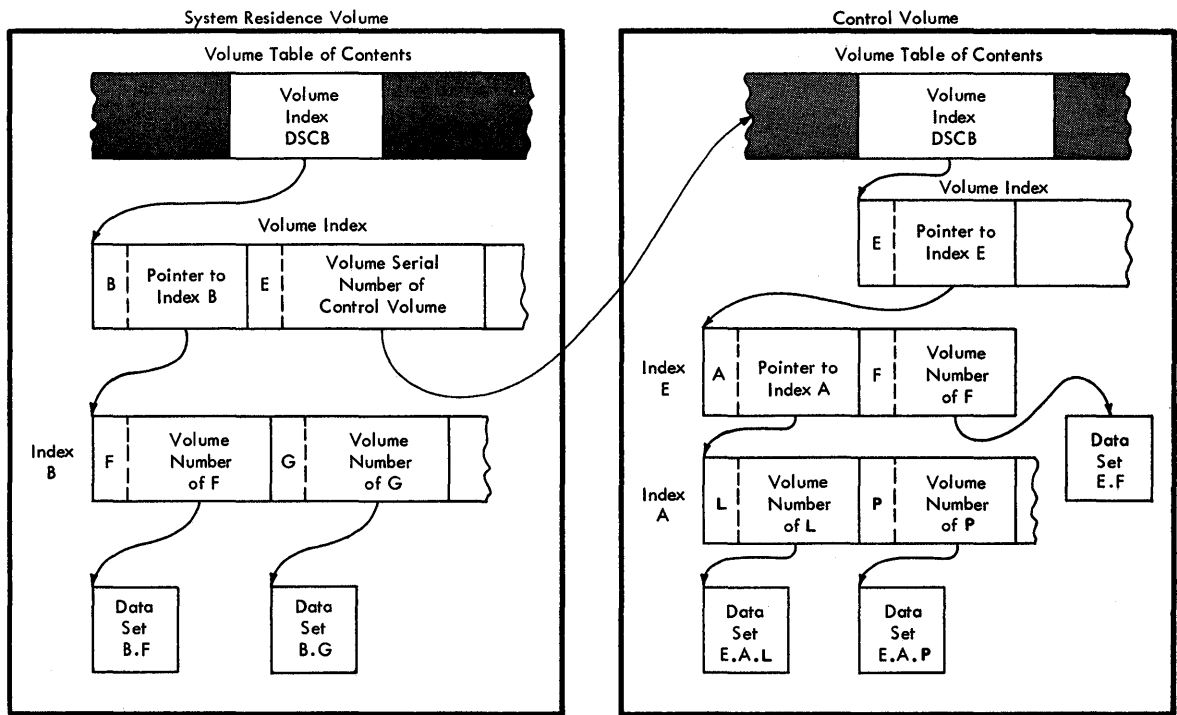 System Residence Volume
Volume Table of Contents
Volume
Index
DSCB
Volume Index
B
Pointer to
Index B
E
Volume Serial
Number of
Control Volume
Index
B
F
Volume
Number
of F
G
Volume
Number
of G
Data
Set
B.F
Data
Set
B.G
Control Volume
Volume Table of Contents
Volume
Index
DSCB
Volume Index
E
Pointer to
Index E
Index
E
A
Pointer to
Index A
F
Volume
Number
of F
Data
Set
E.F
Index
A
L
Volume
Number
of L
P
Volume
Number
of P
Data
Set
E.A.L
Data
Set
E.A.P